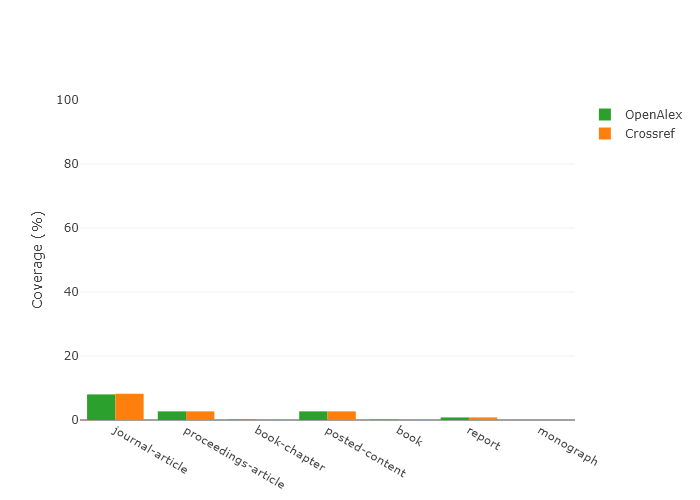 100
80
60
40
20
0
Coverage (%)
journal-article
proceedings-article
book-chapter
posted-content
book
report
monograph
OpenAlex
Crossref